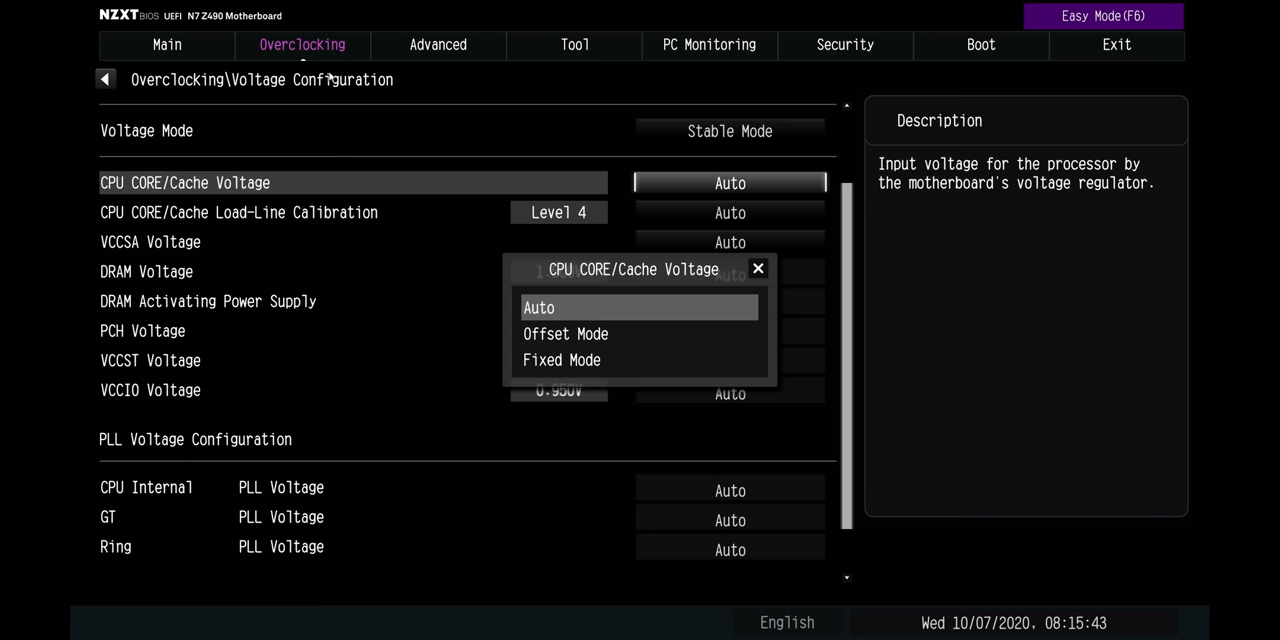 NZXT BIOS UEFI N7 Z490 Motherboard
Easy Mode(F6)
Main Overclocking Advanced Tool PC Monitoring Security Boot Exit
Overclocking\Voltage Configuration
Voltage Mode Stable Mode
CPU CORE/Cache Voltage Auto
CPU CORE/Cache Load-Line Calibration Level 4 Auto
VCCSA Voltage Auto
DRAM Voltage Auto
DRAM Activating Power Supply
PCH Voltage
VCCST Voltage
VCCIO Voltage 0.950V Auto
CPU CORE/Cache Voltage
Auto
Offset Mode
Fixed Mode
PLL Voltage Configuration
CPU Internal PLL Voltage Auto
GT PLL Voltage Auto
Ring PLL Voltage Auto
Description
Input voltage for the processor by
the motherboard's voltage regulator.
English Wed 10/07/2020. 08:15:43